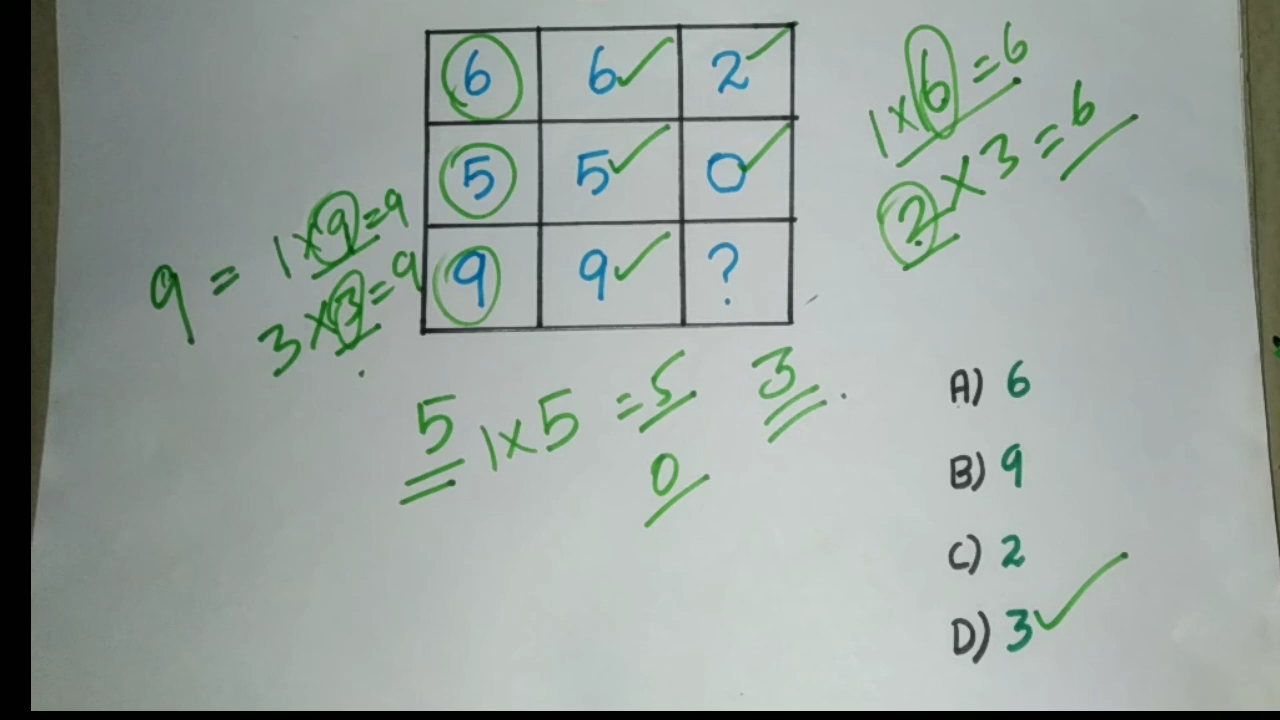 6 6 ✓ 2 ✓
5 5 ✓ 0 ✓
9 9 ✓ ?
1×6=6
2×3=6
9 = 1×9=9
3×3=9
5 1×5=5 3
0
A) 6
B) 9
C) 2
D) 3 ✓